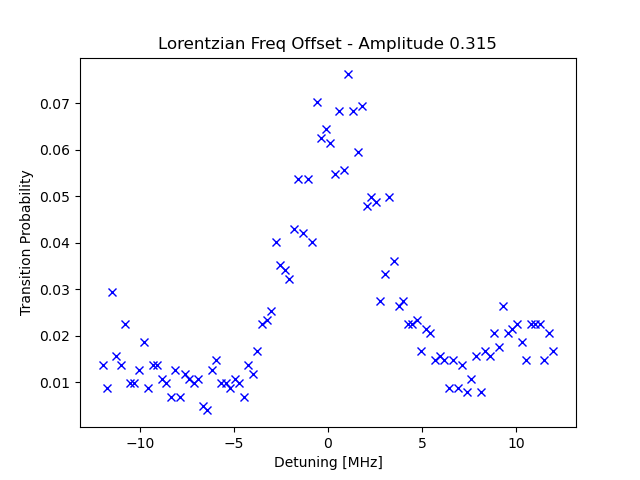 Lorentzian Freq Offset - Amplitude 0.315
Transition Probability
0.07
0.06
0.05
0.04
0.03
0.02
0.01
−10 −5 0 5 10
Detuning [MHz]